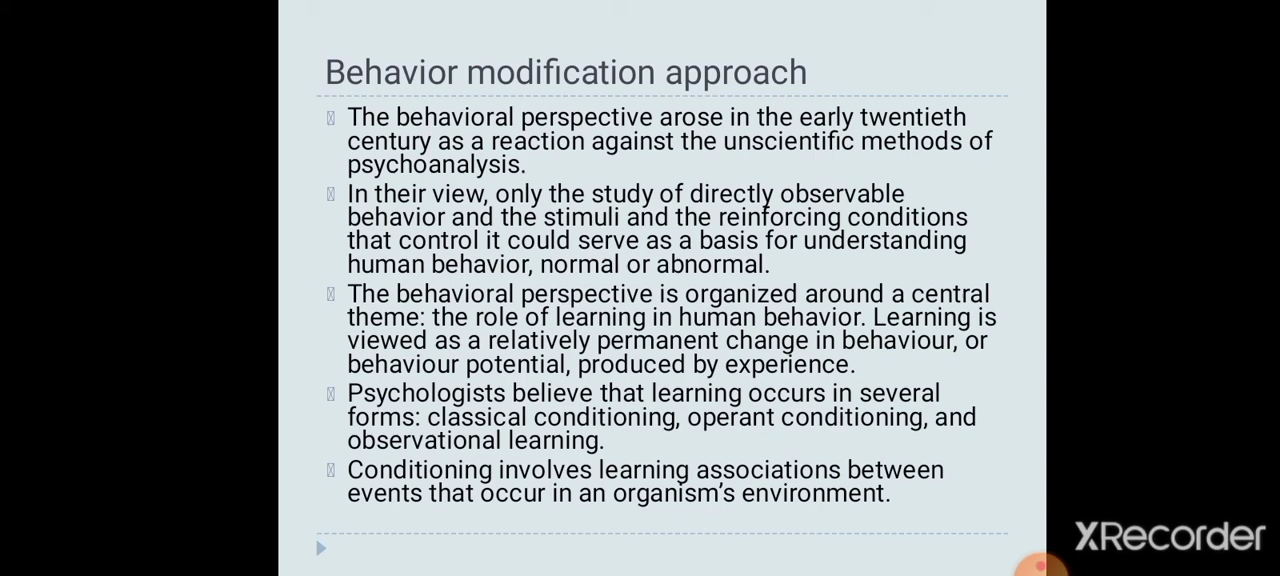 Behavior modification approach
The behavioral perspective arose in the early twentieth
century as a reaction against the unscientific methods of
psychoanalysis.
In their view, only the study of directly observable
behavior and the stimuli and the reinforcing conditions
that control it could serve as a basis for understanding
human behavior, normal or abnormal.
The behavioral perspective is organized around a central
theme: the role of learning in human behavior. Learning is
viewed as a relatively permanent change in behaviour, or
behaviour potential, produced by experience.
Psychologists believe that learning occurs in several
forms: classical conditioning, operant conditioning, and
observational learning.
Conditioning involves learning associations between
events that occur in an organism’s environment.
XRecorder